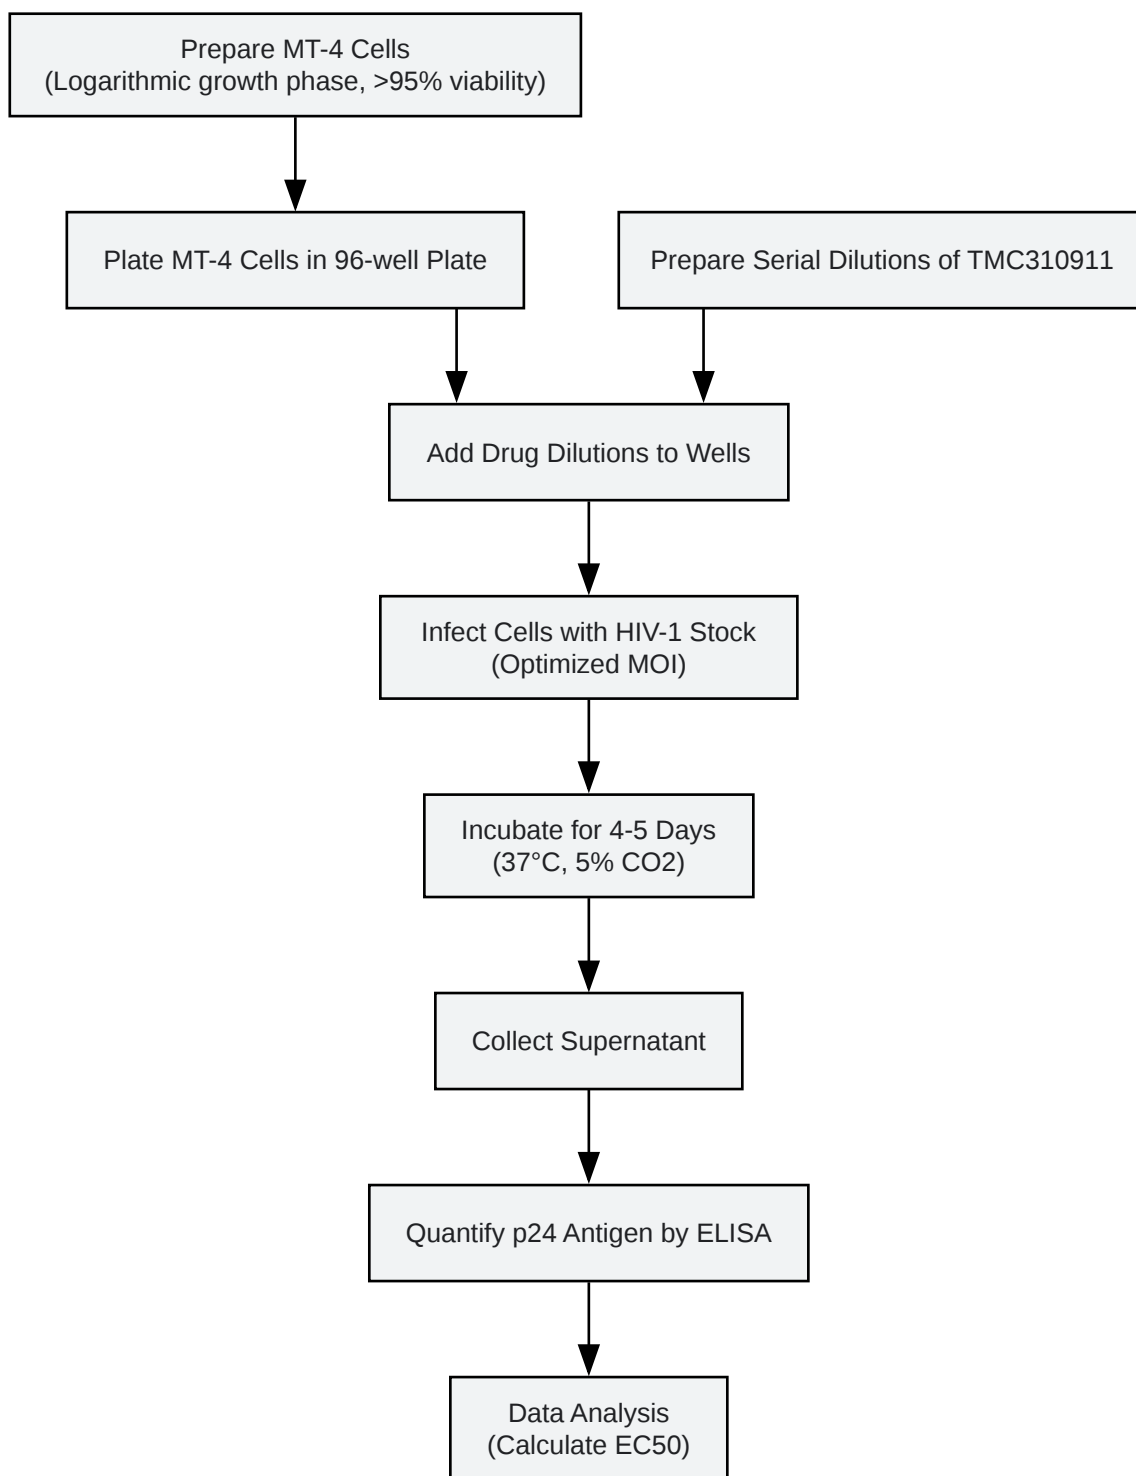 Prepare MT-4 Cells
(Logarithmic growth phase, >95% viability)
Plate MT-4 Cells in 96-well Plate
Prepare Serial Dilutions of TMC310911
Add Drug Dilutions to Wells
Infect Cells with HIV-1 Stock
(Optimized MOI)
Incubate for 4-5 Days
(37°C, 5% CO2)
Collect Supernatant
Quantify p24 Antigen by ELISA
Data Analysis
(Calculate EC50)